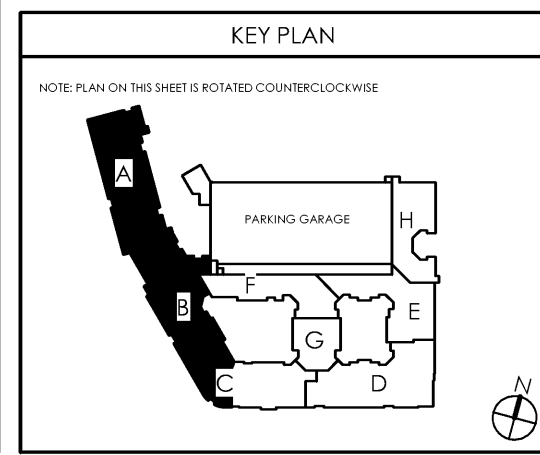 KEY PLAN
NOTE: PLAN ON THIS SHEET IS ROTATED COUNTERCLOCKWISE
A
PARKING GARAGE
H
F
B
E
G
C
D
N